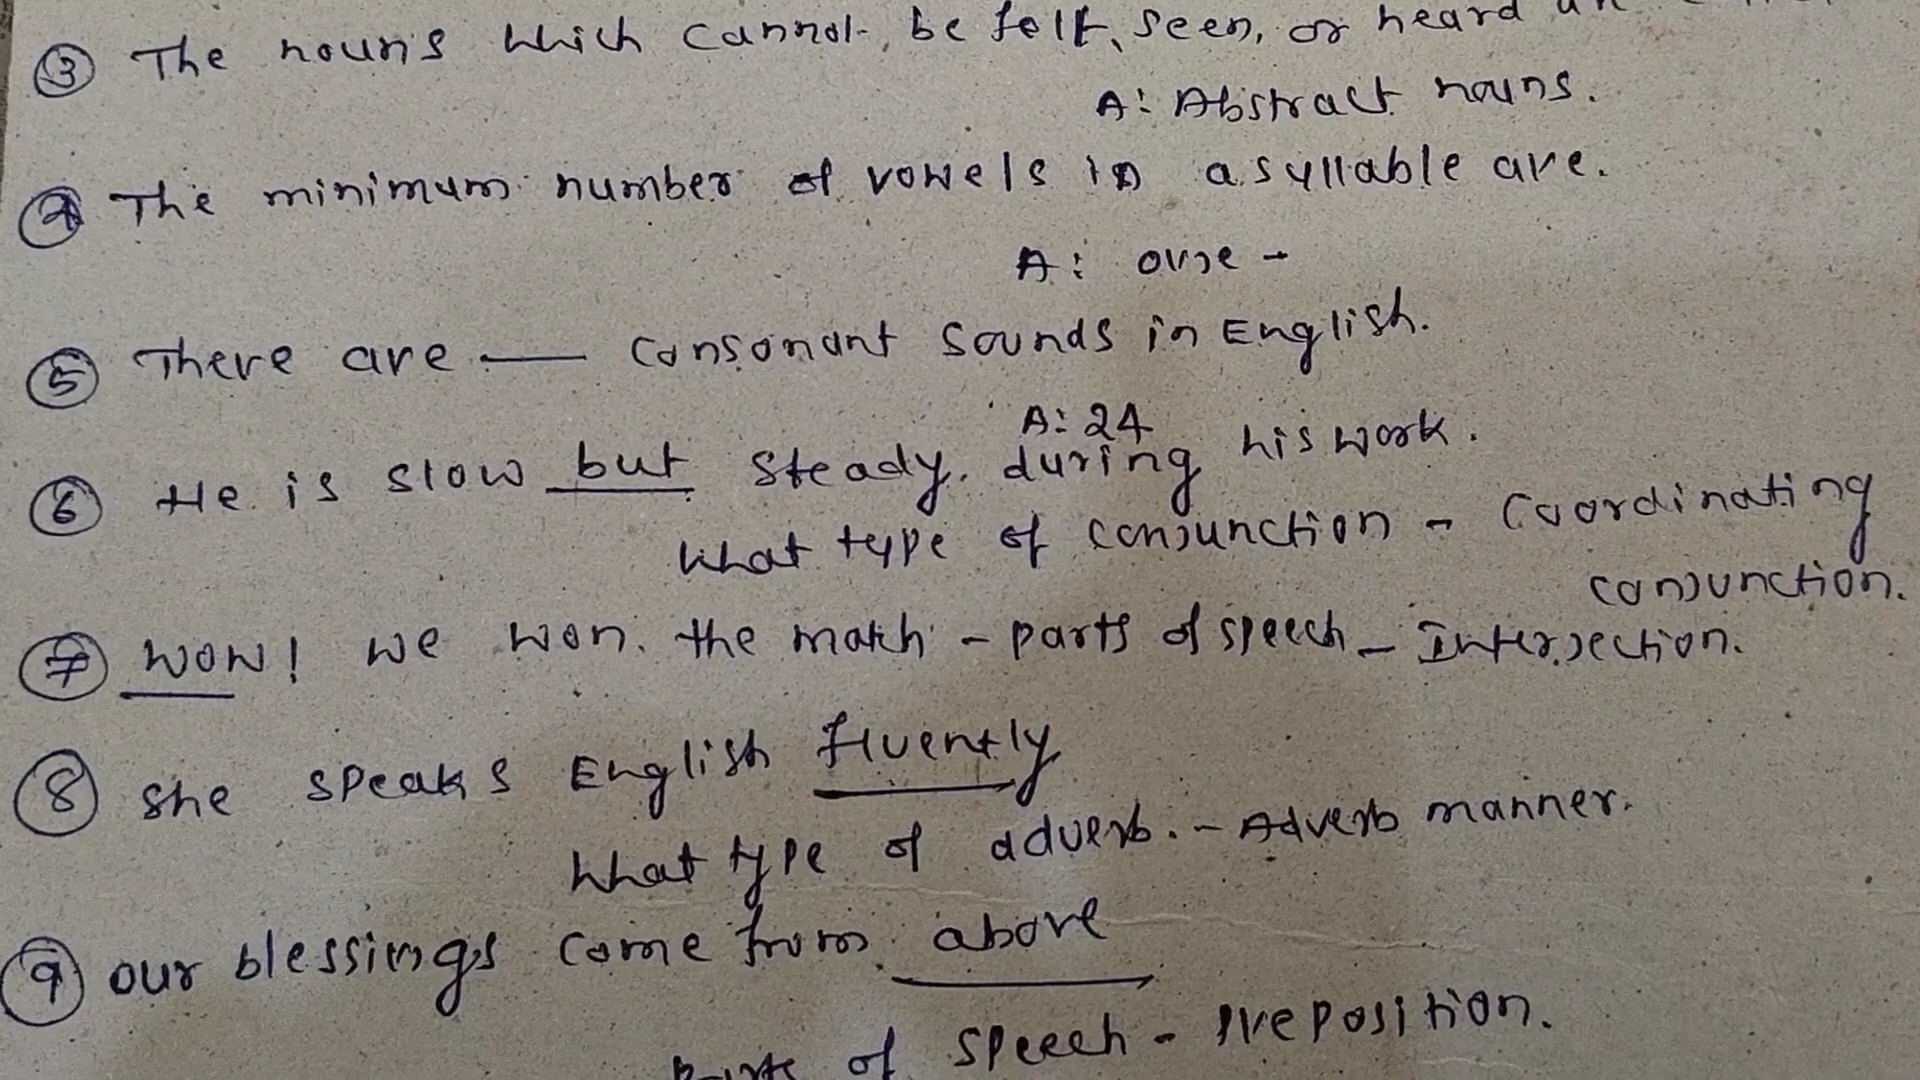 ③ The nouns which cannot be felt, seen, or heard
A: Abstract nouns.
④ The minimum number of vowels in a syllable are.
A: one -
⑤ There are — consonant sounds in English.
A: 24
⑥ He is slow but steady. during his work.
What type of conjunction - Coordinating
conjunction.
⑦ Wow! we won. the match - parts of speech - Interjection.
⑧ She speaks English fluently
What type of adverb. - Adverb manner.
⑨ our blessings come from above
Parts of speech - preposition.